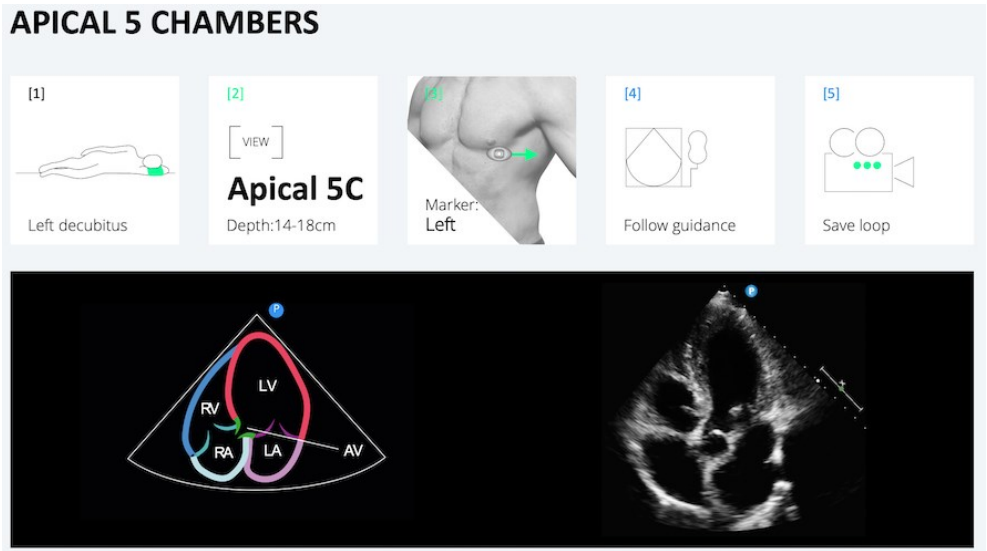 APICAL 5 CHAMBERS
[1]
Left decubitus
[2]
VIEW
Apical 5C
Depth:14-18cm
[3]
Marker:
Left
[4]
Follow guidance
[5]
Save loop
P
LV
RV
RA
LA
AV
P